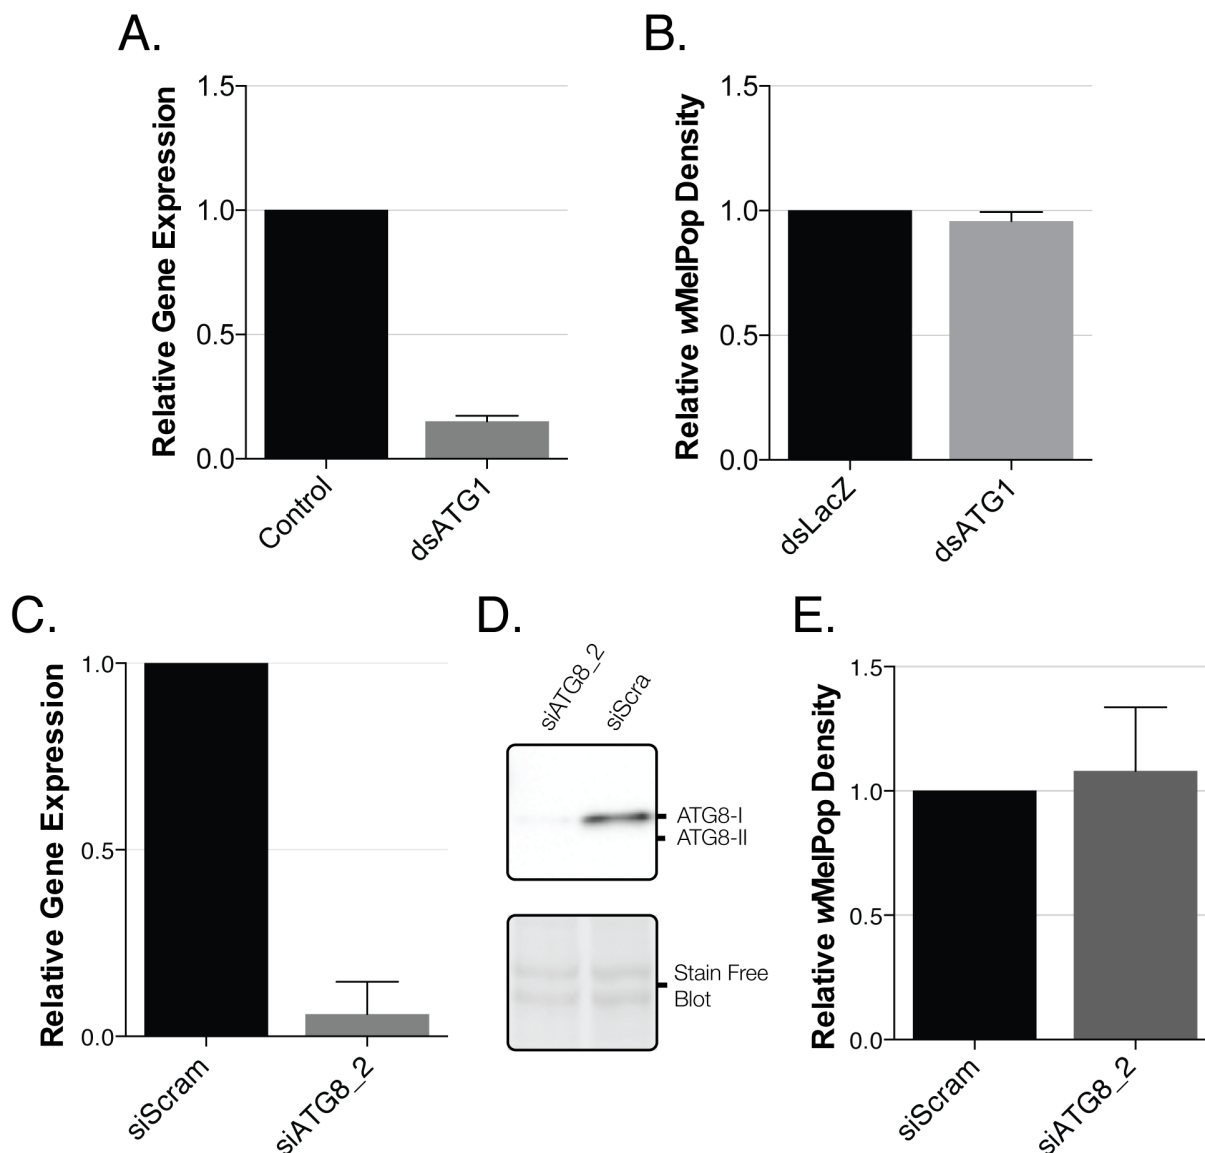 A.
Relative Gene Expression
1.5
1.0
0.5
0.0
Control
dsATG1
B.
Relative wMelPop Density
1.5
1.0
0.5
0.0
dsLacZ
dsATG1
C.
Relative Gene Expression
1.0
0.5
0.0
siScram
siATG8_2
D.
siATG8_2
siScra
ATG8-I
ATG8-II
Stain Free
Blot
E.
Relative wMelPop Density
1.5
1.0
0.5
0.0
siScram
siATG8_2